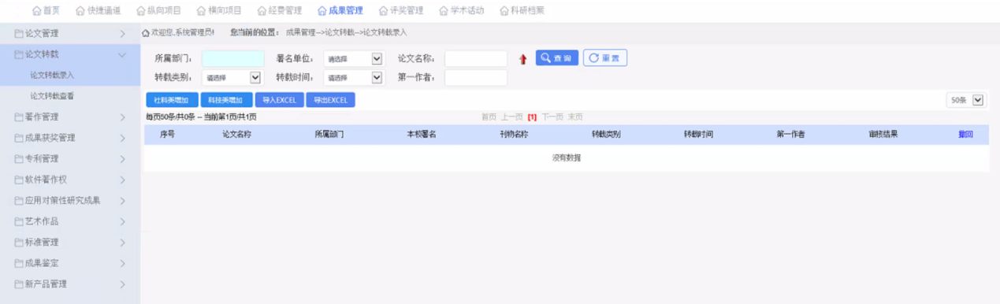 首页 快捷通道 纵向项目 横向项目 经费管理 成果管理 评奖管理 学术活动 科研档案
论文管理
论文转载
论文转载录入
论文转载查看
著作管理
成果获奖管理
专利管理
软件著作权
应用对策性研究成果
艺术作品
标准管理
成果鉴定
新产品管理
欢迎您,系统管理员! 您当前的位置: 成果管理-->论文转载-->论文转载录入
所属部门: 署名单位: 请选择 论文名称: 查询 重置
转载类别: 请选择 转载时间: 请选择 第一作者:
社科类增加 科技类增加 导入EXCEL 导出EXCEL 50条
每页50条/共0条 -- 当前第1页/共1页 首页 上一页 [1] 下一页 末页
序号 论文名称 所属部门 本校署名 刊物名称 转载类别 转载时间 第一作者 审核结果 撤回
没有数据